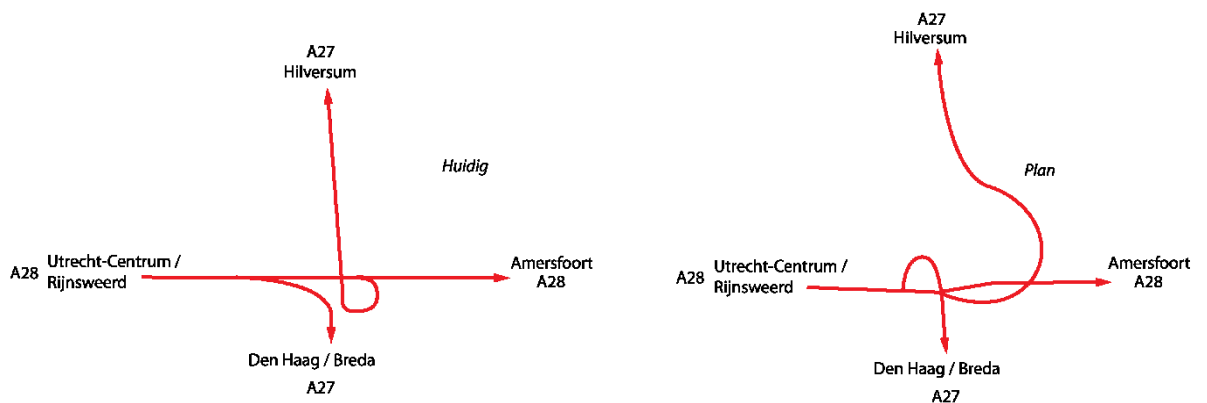 A27
Hilversum
Huidig
A28
Utrecht-Centrum /
Rijnsweerd
Amersfoort
A28
Den Haag / Breda
A27
A27
Hilversum
Plan
A28
Utrecht-Centrum /
Rijnsweerd
Amersfoort
A28
Den Haag / Breda
A27